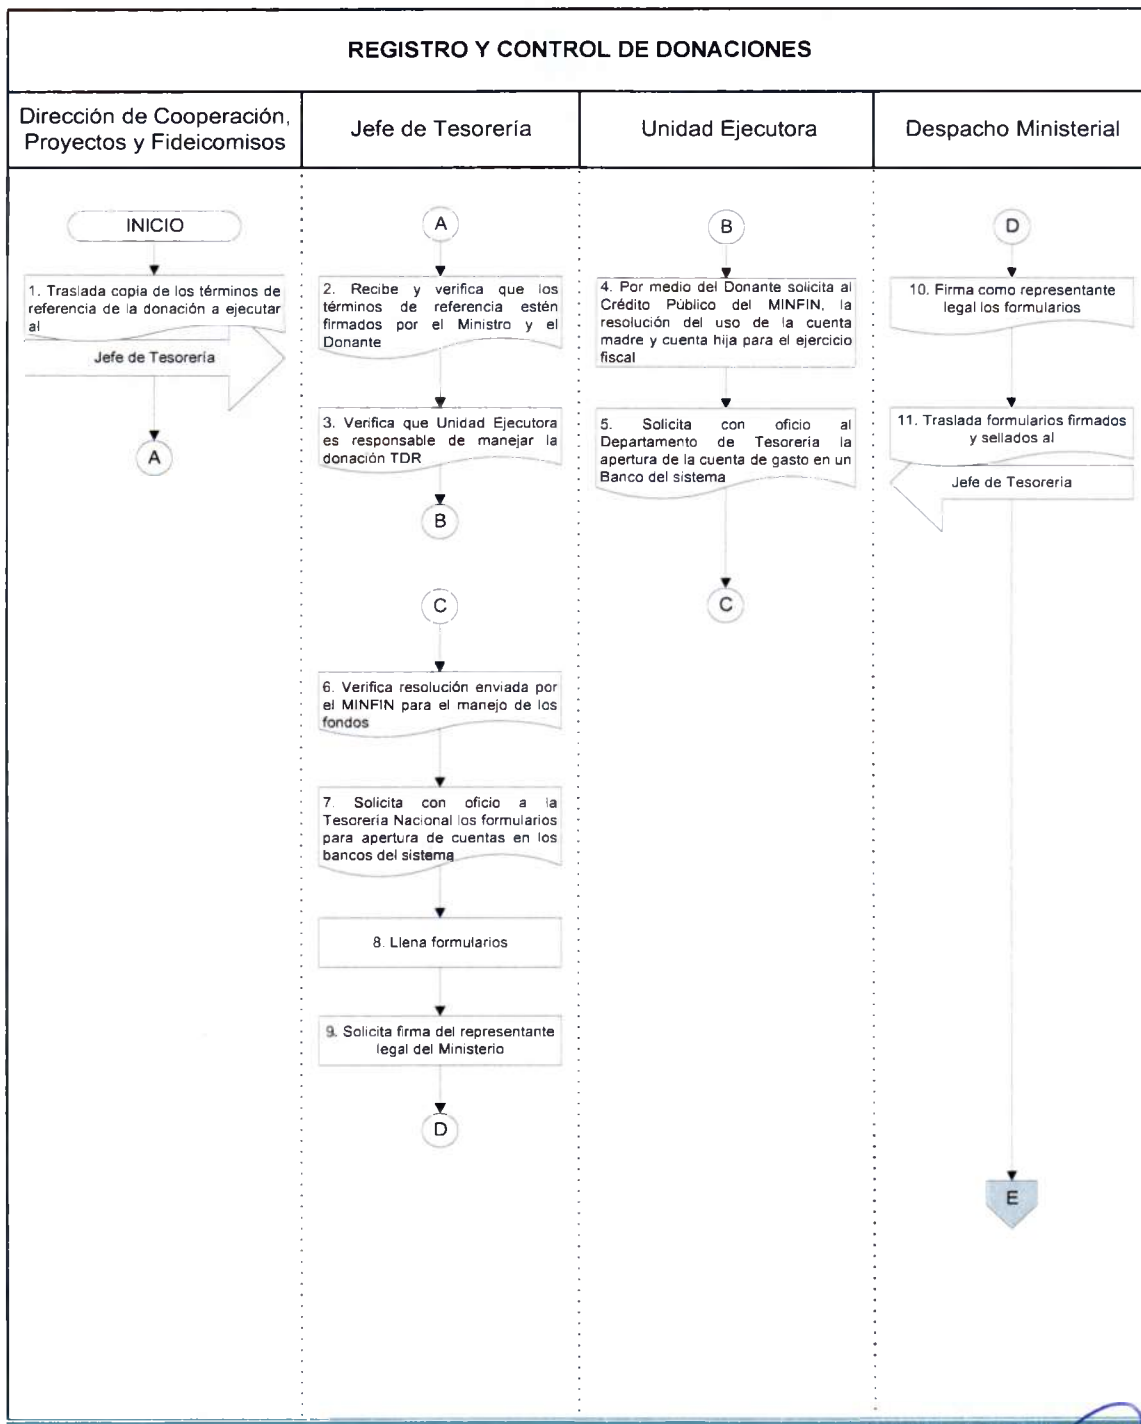 REGISTRO Y CONTROL DE DONACIONES
Dirección de Cooperación,
Proyectos y Fideicomisos
Jefe de Tesorería
Unidad Ejecutora
Despacho Ministerial
INICIO
1. Traslada copia de los términos de
referencia de la donación a ejecutar
al
Jefe de Tesorería
A
A
2. Recibe y verifica que los
términos de referencia estén
firmados por el Ministro y el
Donante
3. Verifica que Unidad Ejecutora
es responsable de manejar la
donación TDR
B
C
6. Verifica resolución enviada por
el MINFIN para el manejo de los
fondos
7. Solicita con oficio a la
Tesorería Nacional los formularios
para apertura de cuentas en los
bancos del sistema
8. Llena formularios
9. Solicita firma del representante
legal del Ministerio
D
B
4. Por medio del Donante solicita al
Crédito Público del MINFIN, la
resolución del uso de la cuenta
madre y cuenta hija para el ejercicio
fiscal
5. Solicita con oficio al
Departamento de Tesorería la
apertura de la cuenta de gasto en un
Banco del sistema
C
D
10. Firma como representante
legal los formularios
11. Traslada formularios firmados
y sellados al
Jefe de Tesorería
E